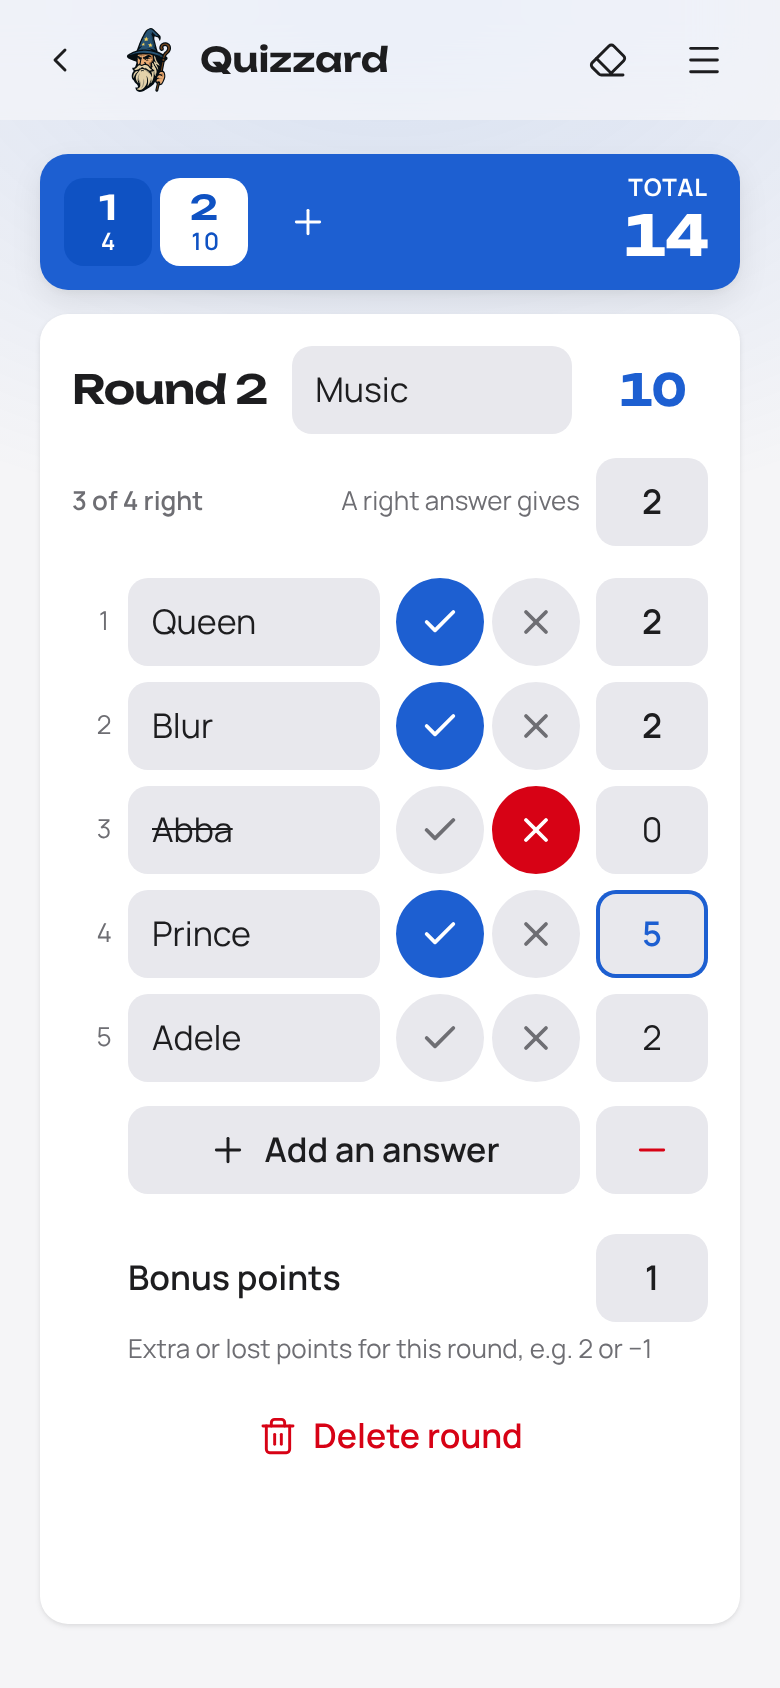 Quizzard
1
4
2
10
TOTAL
14
Round 2 Music 10
3 of 4 right A right answer gives 2
1 Queen 2
2 Blur 2
3 Abba 0
4 Prince 5
5 Adele 2
Add an answer
Bonus points 1
Extra or lost points for this round, e.g. 2 or −1
Delete round